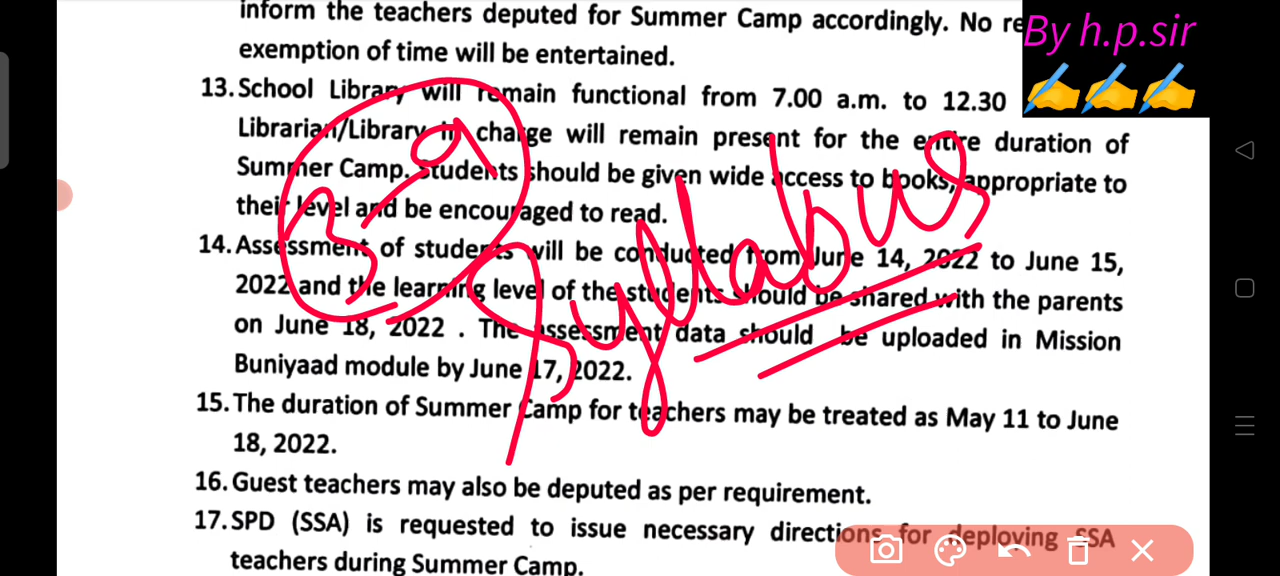 inform the teachers deputed for Summer Camp accordingly. No re
exemption of time will be entertained.
By h.p.sir
13. School Library will remain functional from 7.00 a.m. to 12.30
Librarian/Library in charge will remain present for the entire duration of
Summer Camp. Students should be given wide access to books, appropriate to
their level and be encouraged to read.
14. Assessment of students will be conducted from June 14, 2022 to June 15,
2022 and the learning level of the students should be shared with the parents
on June 18, 2022 . The assessment data should be uploaded in Mission
Buniyaad module by June 17, 2022.
15. The duration of Summer Camp for teachers may be treated as May 11 to June
18, 2022.
16. Guest teachers may also be deputed as per requirement.
17. SPD (SSA) is requested to issue necessary directions for deploying SSA
teachers during Summer Camp.
Syllabus